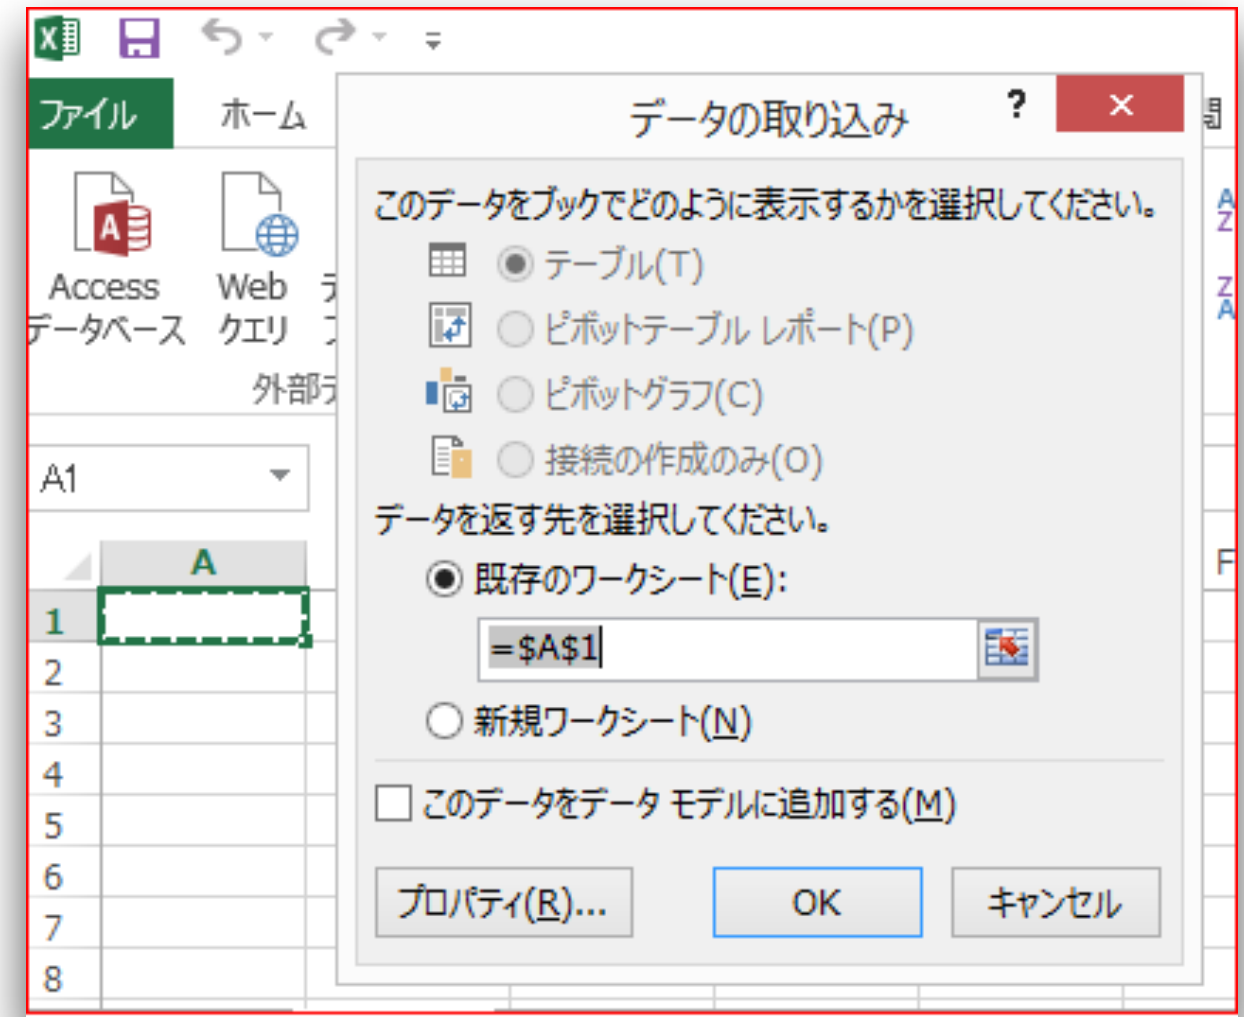 ファイル
ホーム
データの取り込み
?
このデータをブックでどのように表示するかを選択してください。
Access
データベース
Web
クエリ
テーブル(T)
ピボットテーブル レポート(P)
ピボットグラフ(C)
外部デ
接続の作成のみ(O)
A1
データを返す先を選択してください。
A
F
既存のワークシート(E):
1
=$A$1
2
3
新規ワークシート(N)
4
5
このデータをデータ モデルに追加する(M)
6
7
プロパティ(R)...
OK
キャンセル
8